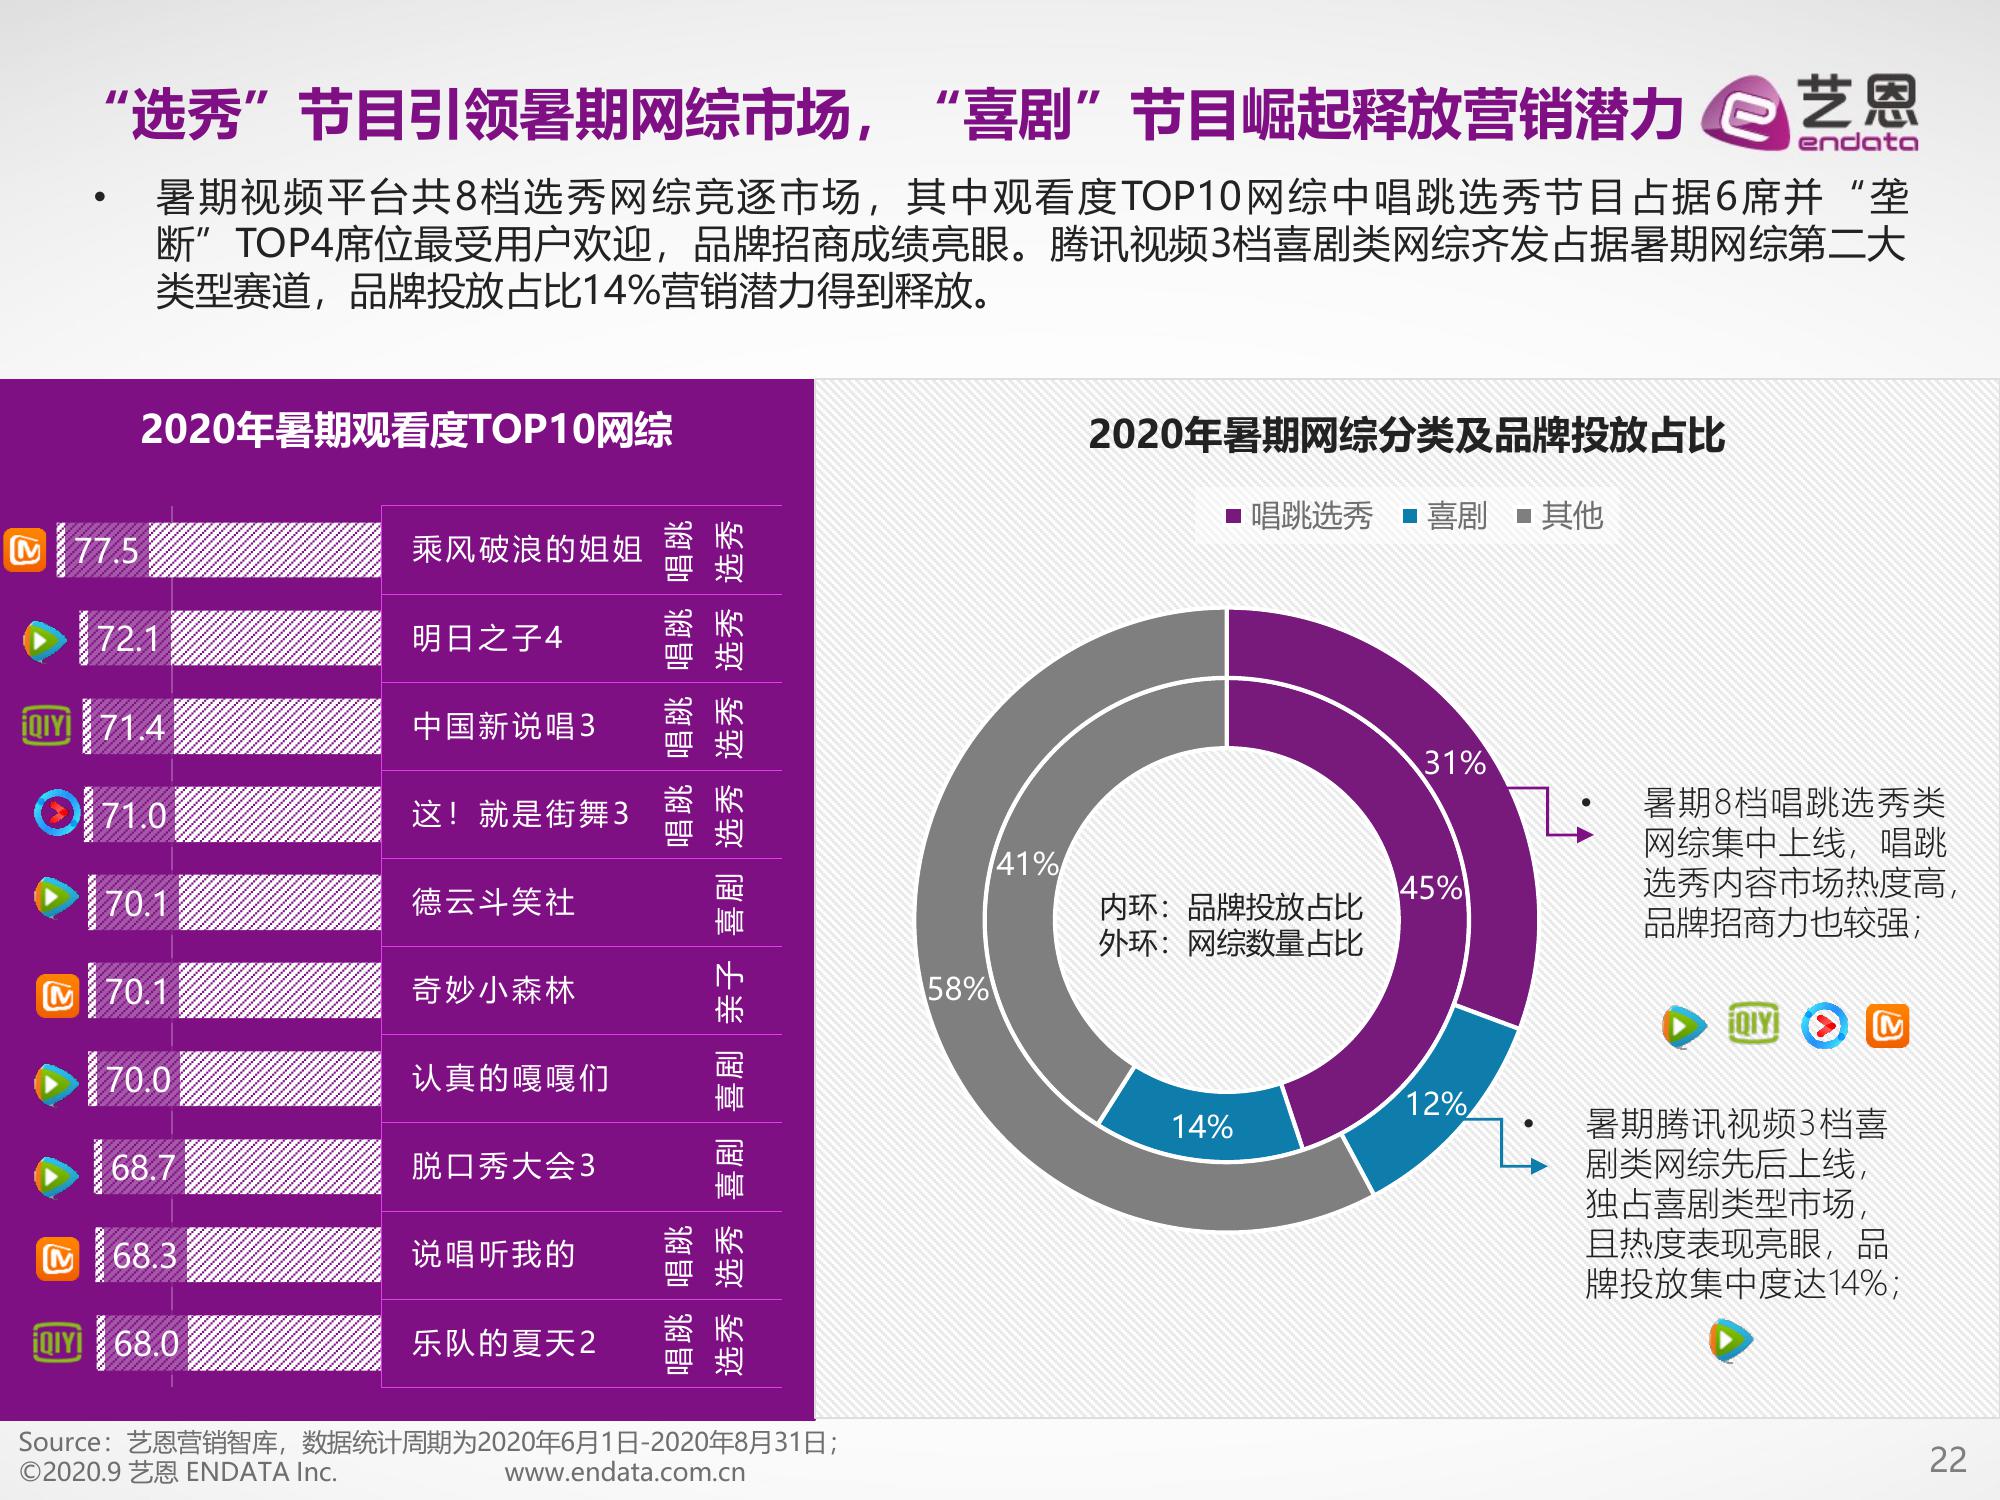 “选秀”节目引领暑期网综市场，“喜剧”节目崛起释放营销潜力
艺恩
endata
• 暑期视频平台共8档选秀网综竞逐市场，其中观看度TOP10网综中唱跳选秀节目占据6席并“垄
断”TOP4席位最受用户欢迎，品牌招商成绩亮眼。腾讯视频3档喜剧类网综齐发占据暑期网综第二大
类型赛道，品牌投放占比14%营销潜力得到释放。
2020年暑期观看度TOP10网综
77.5 乘风破浪的姐姐 唱跳选秀
72.1 明日之子4 唱跳选秀
iQIYI 71.4 中国新说唱3 唱跳选秀
71.0 这！就是街舞3 唱跳选秀
70.1 德云斗笑社 喜剧
70.1 奇妙小森林 亲子
70.0 认真的嘎嘎们 喜剧
68.7 脱口秀大会3 喜剧
68.3 说唱听我的 唱跳选秀
iQIYI 68.0 乐队的夏天2 唱跳选秀
2020年暑期网综分类及品牌投放占比
唱跳选秀 喜剧 其他
31%
41%
45%
58%
12%
14%
内环：品牌投放占比
外环：网综数量占比
• 暑期8档唱跳选秀类
网综集中上线，唱跳
选秀内容市场热度高，
品牌招商力也较强；
iQIYI
• 暑期腾讯视频3档喜
剧类网综先后上线，
独占喜剧类型市场，
且热度表现亮眼，品
牌投放集中度达14%；
Source：艺恩营销智库，数据统计周期为2020年6月1日-2020年8月31日；
©2020.9 艺恩 ENDATA Inc. www.endata.com.cn
22